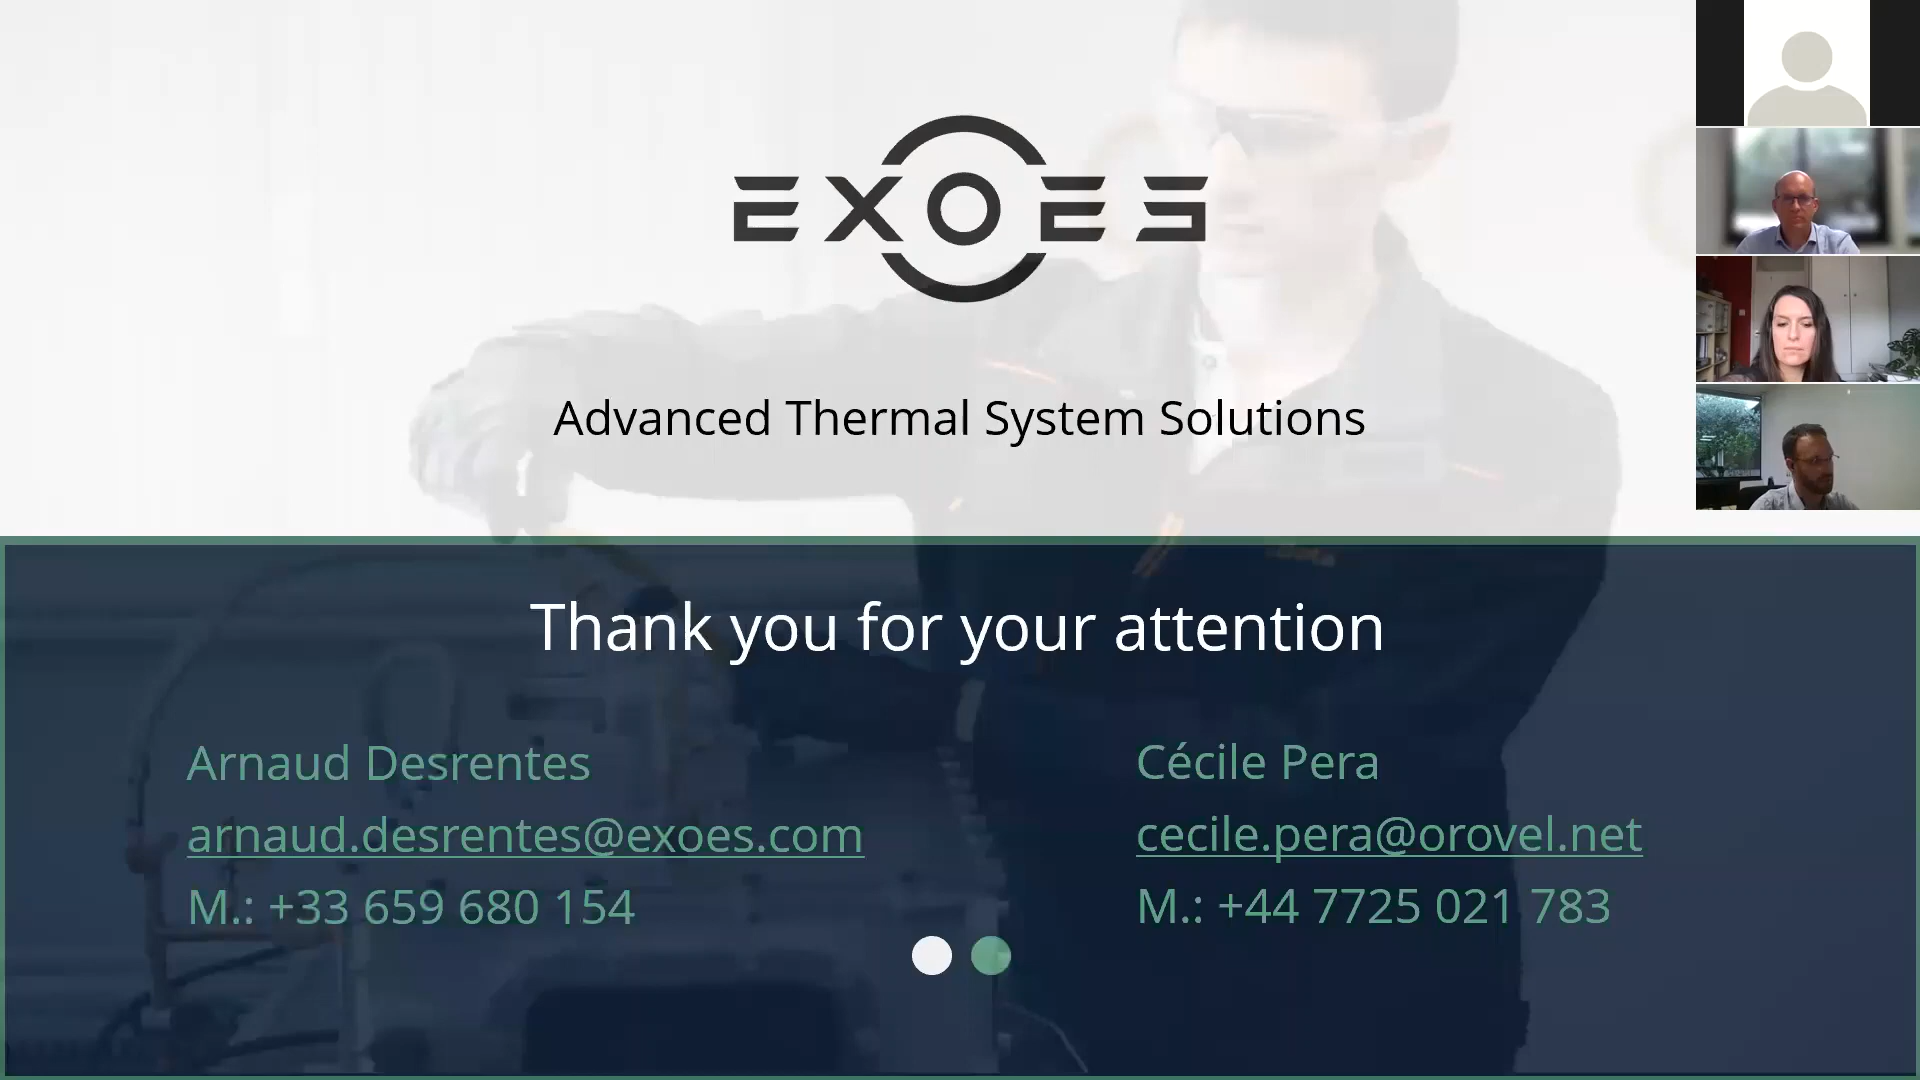 EXOES
Advanced Thermal System Solutions
Thank you for your attention
Arnaud Desrentes
arnaud.desrentes@exoes.com
M.: +33 659 680 154
Cécile Pera
cecile.pera@orovel.net
M.: +44 7725 021 783